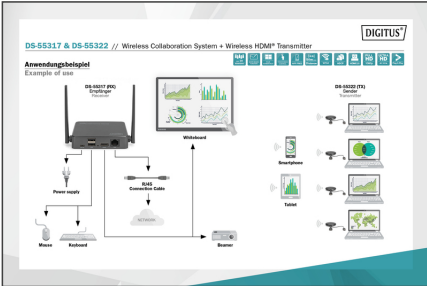 DIGITUS®
DS-55317 & DS-55322 // Wireless Collaboration System + Wireless HDMI® Transmitter
Anwendungsbeispiel
Example of use
DS-55317 (RX)
Empfänger
Receiver
DS-55322 (TX)
Sender
Transmitter
Whiteboard
Smartphone
Power supply
RJ45
Connection Cable
Tablet
NETWORK
Mouse
Keyboard
Beamer